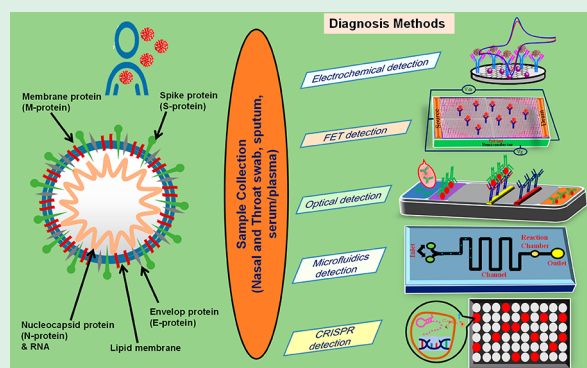 Diagnosis Methods
Membrane protein
(M-protein)
Spike protein
(S-protein)
Nucleocapsid protein
(N-protein)
& RNA
Lipid membrane
Envelop protein
(E-protein)
Sample Collection
(Nasal and Throat swab, sputum,
serum/plasma)
Electrochemical detection
FET detection
Source
Drain
Optical detection
Microfluidics
detection
Inlet
Channel
Reaction
Chamber
Outlet
CRISPR
detection